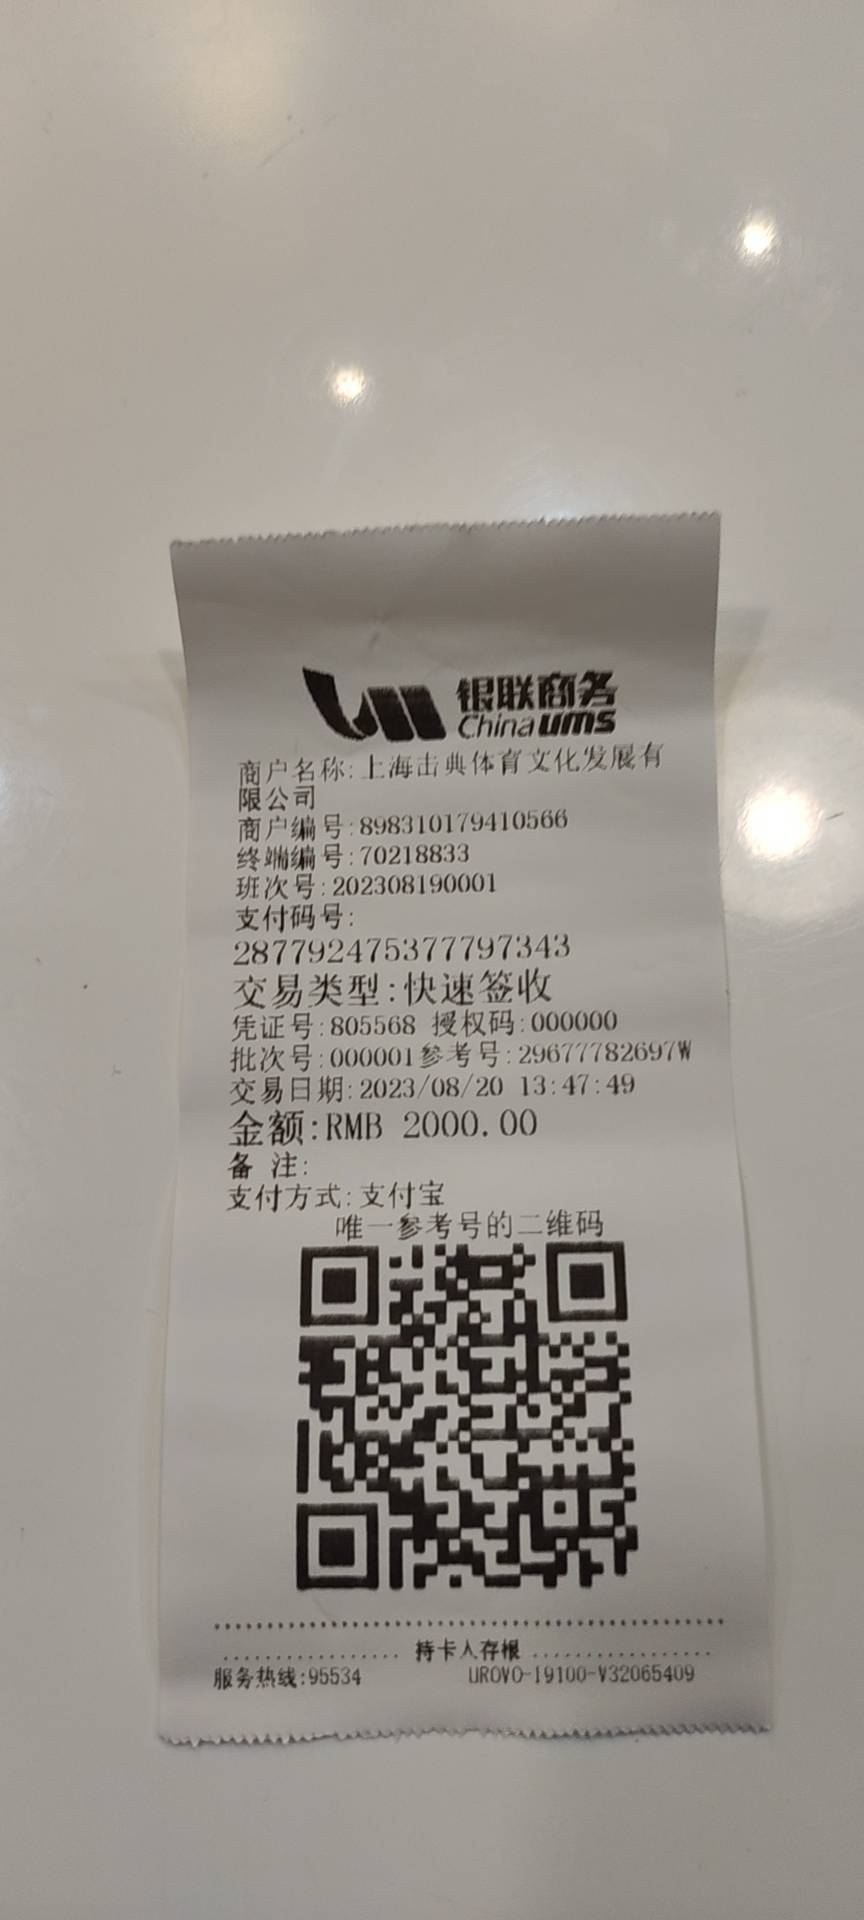 银联商务
China ums
商户名称:上海击典体育文化发展有
限公司
商户编号:898310179410566
终端编号:70218833
班次号:202308190001
支付码号:
287792475377797343
交易类型:快速签收
凭证号:805568 授权码:000000
批次号:000001参考号:29677782697W
交易日期:2023/08/20 13:47:49
金额:RMB 2000.00
备 注:
支付方式:支付宝
唯一参考号的二维码
持卡人存根
服务热线:95534 UROVO-I9100-V32065409